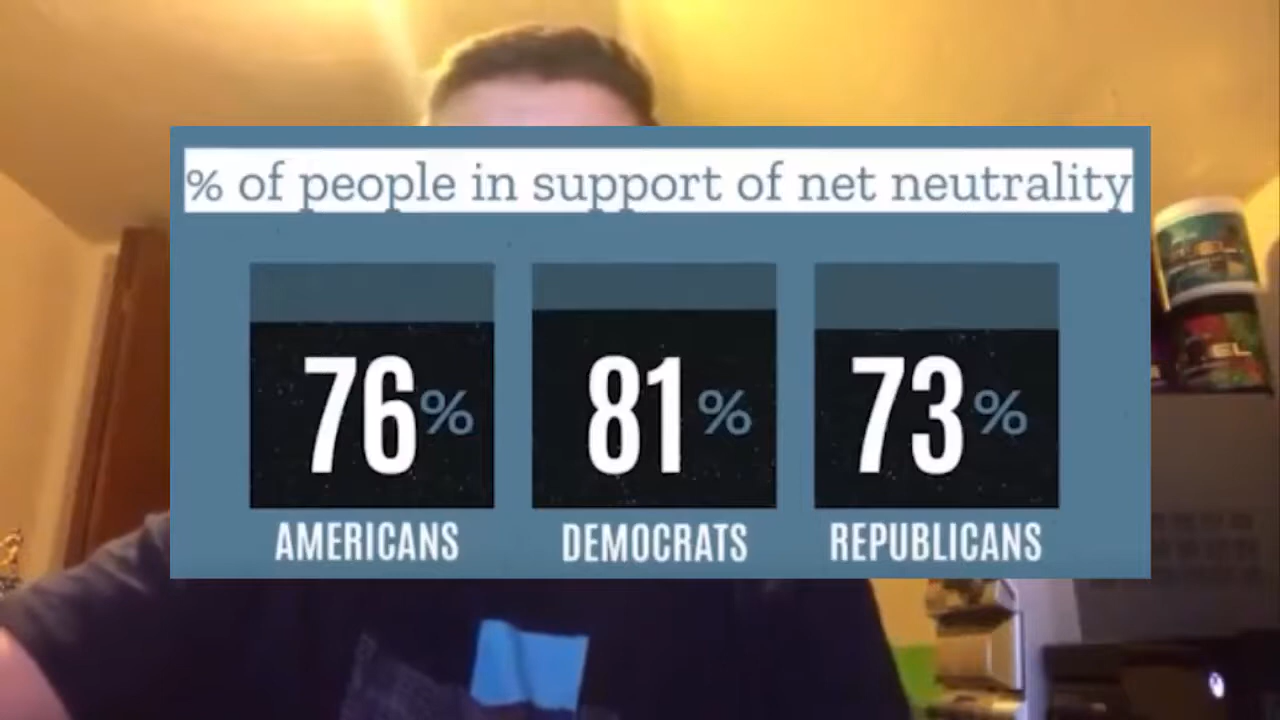 % of people in support of net neutrality
76% 81% 73%
AMERICANS DEMOCRATS REPUBLICANS